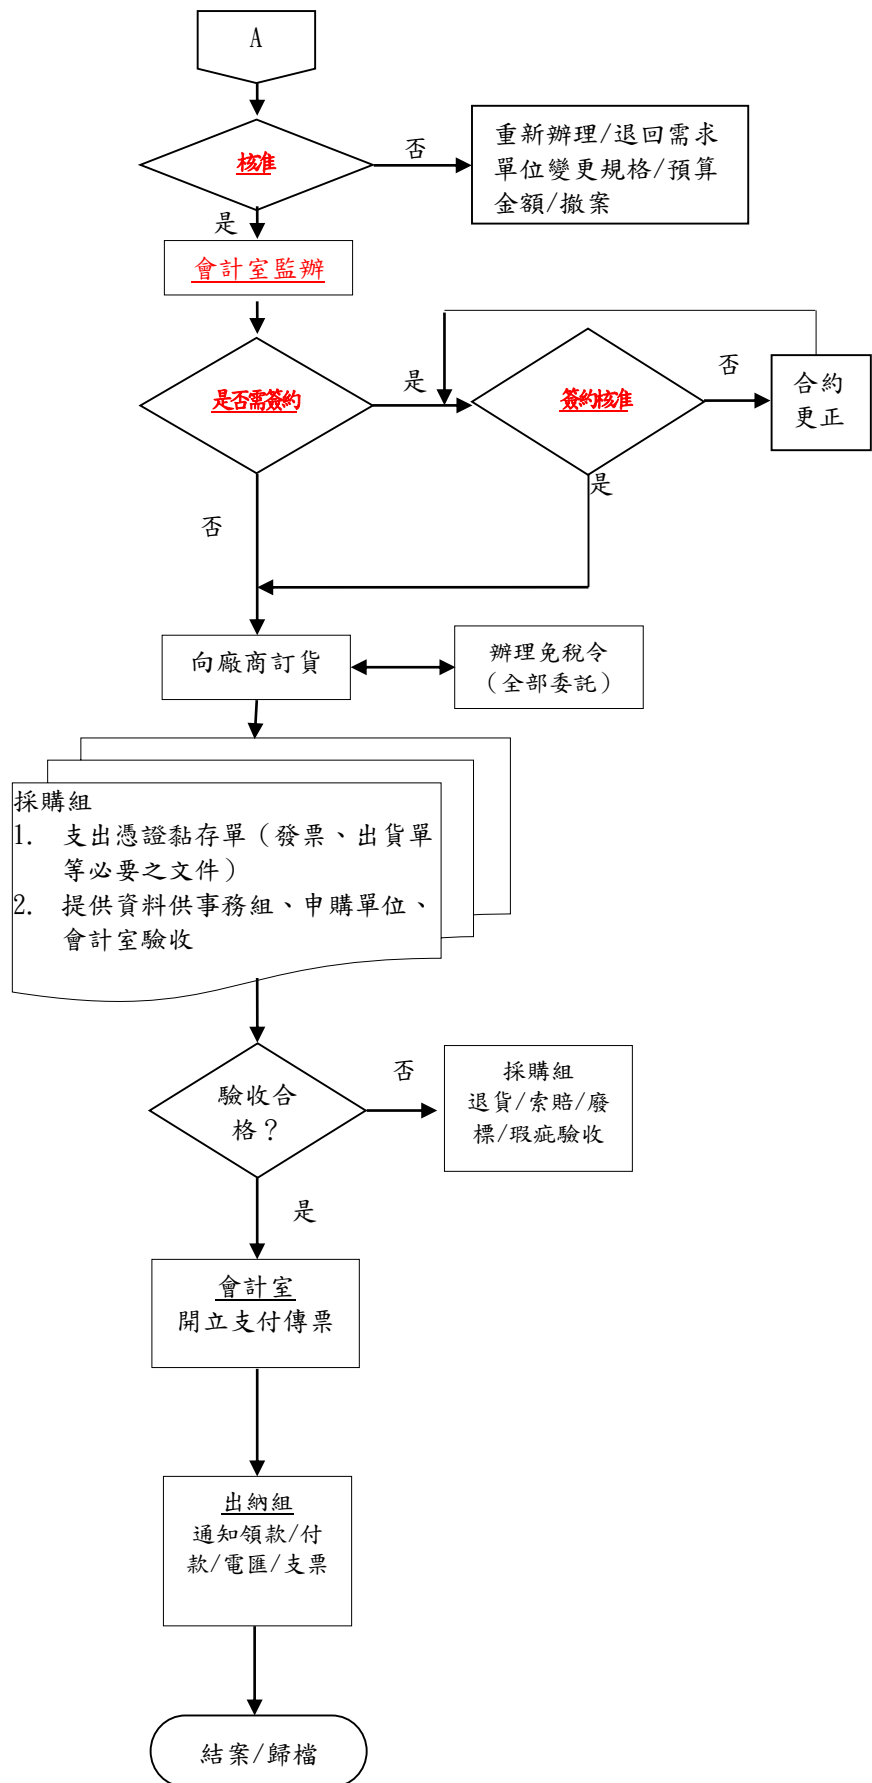 A
核准
否
重新辦理/退回需求
單位變更規格/預算
金額/撤案
是
會計室監辦
是否需簽約
是
簽約核准
否
合約
更正
是
否
向廠商訂貨
辦理免稅令
（全部委託）
採購組
1. 支出憑證黏存單（發票、出貨單
等必要之文件）
2. 提供資料供事務組、申購單位、
會計室驗收
驗收合
格？
否
採購組
退貨/索賠/廢
標/瑕疵驗收
是
會計室
開立支付傳票
出納組
通知領款/付
款/電匯/支票
結案/歸檔